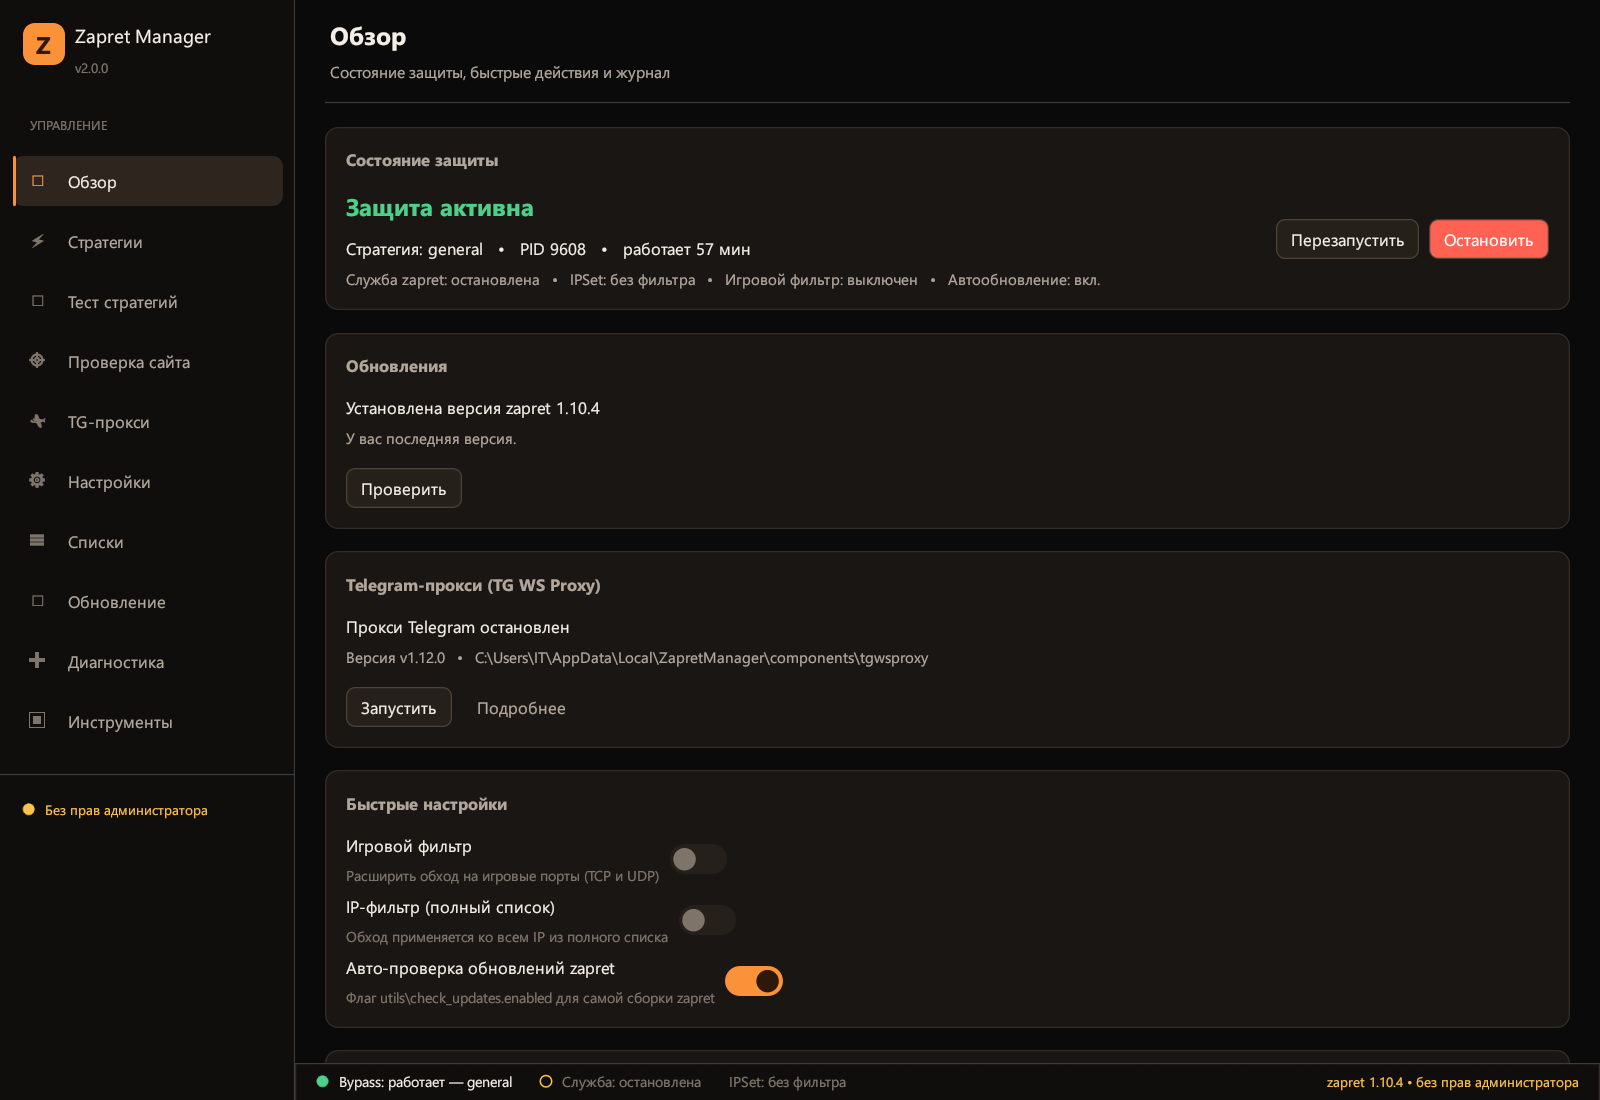 Z
Zapret Manager
v2.0.0
УПРАВЛЕНИЕ
Обзор
Стратегии
Тест стратегий
Проверка сайта
TG-прокси
Настройки
Списки
Обновление
Диагностика
Инструменты
Без прав администратора
Обзор
Состояние защиты, быстрые действия и журнал
Состояние защиты
Защита активна
Стратегия: general • PID 9608 • работает 57 мин
Служба zapret: остановлена • IPSet: без фильтра • Игровой фильтр: выключен • Автообновление: вкл.
Перезапустить
Остановить
Обновления
Установлена версия zapret 1.10.4
У вас последняя версия.
Проверить
Telegram-прокси (TG WS Proxy)
Прокси Telegram остановлен
Версия v1.12.0 • C:\Users\IT\AppData\Local\ZapretManager\components\tgwsproxy
Запустить
Подробнее
Быстрые настройки
Игровой фильтр
Расширить обход на игровые порты (TCP и UDP)
IP-фильтр (полный список)
Обход применяется ко всем IP из полного списка
Авто-проверка обновлений zapret
Флаг utils\check_updates.enabled для самой сборки zapret
Bypass: работает — general
Служба: остановлена
IPSet: без фильтра
zapret 1.10.4 • без прав администратора